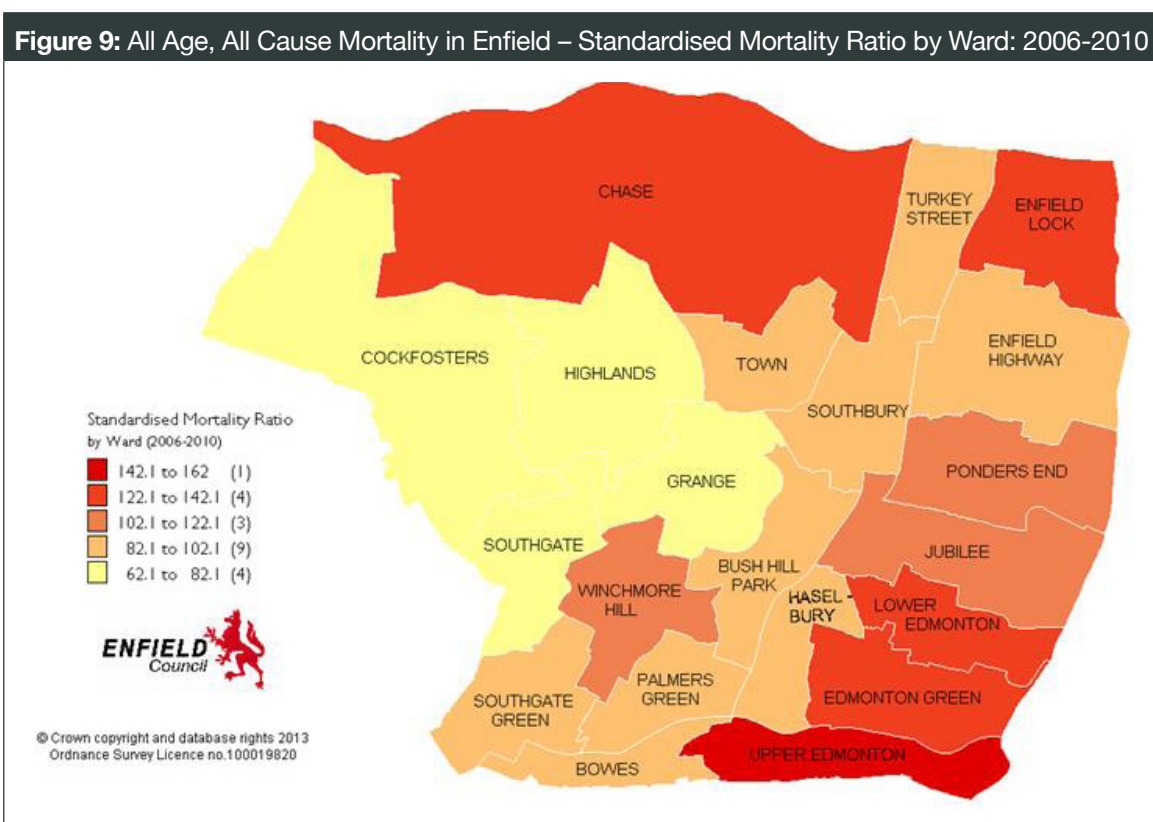 Figure 9: All Age, All Cause Mortality in Enfield – Standardised Mortality Ratio by Ward: 2006-2010
CHASE
TURKEY
STREET
ENFIELD
LOCK
COCKFOSTERS
HIGHLANDS
TOWN
ENFIELD
HIGHWAY
SOUTHBURY
GRANGE
PONDERS END
SOUTHGATE
JUBILEE
WINCHMORE
HILL
BUSH HILL
PARK
HASEL-
BURY
LOWER
EDMONTON
SOUTHGATE
GREEN
PALMERS
GREEN
EDMONTON GREEN
BOWES
UPPER EDMONTON
Standardised Mortality Ratio
by Ward (2006-2010)
142.1 to 162 (1)
122.1 to 142.1 (4)
102.1 to 122.1 (3)
82.1 to 102.1 (9)
62.1 to 82.1 (4)
ENFIELD
Council
© Crown copyright and database rights 2013
Ordnance Survey Licence no.100019820